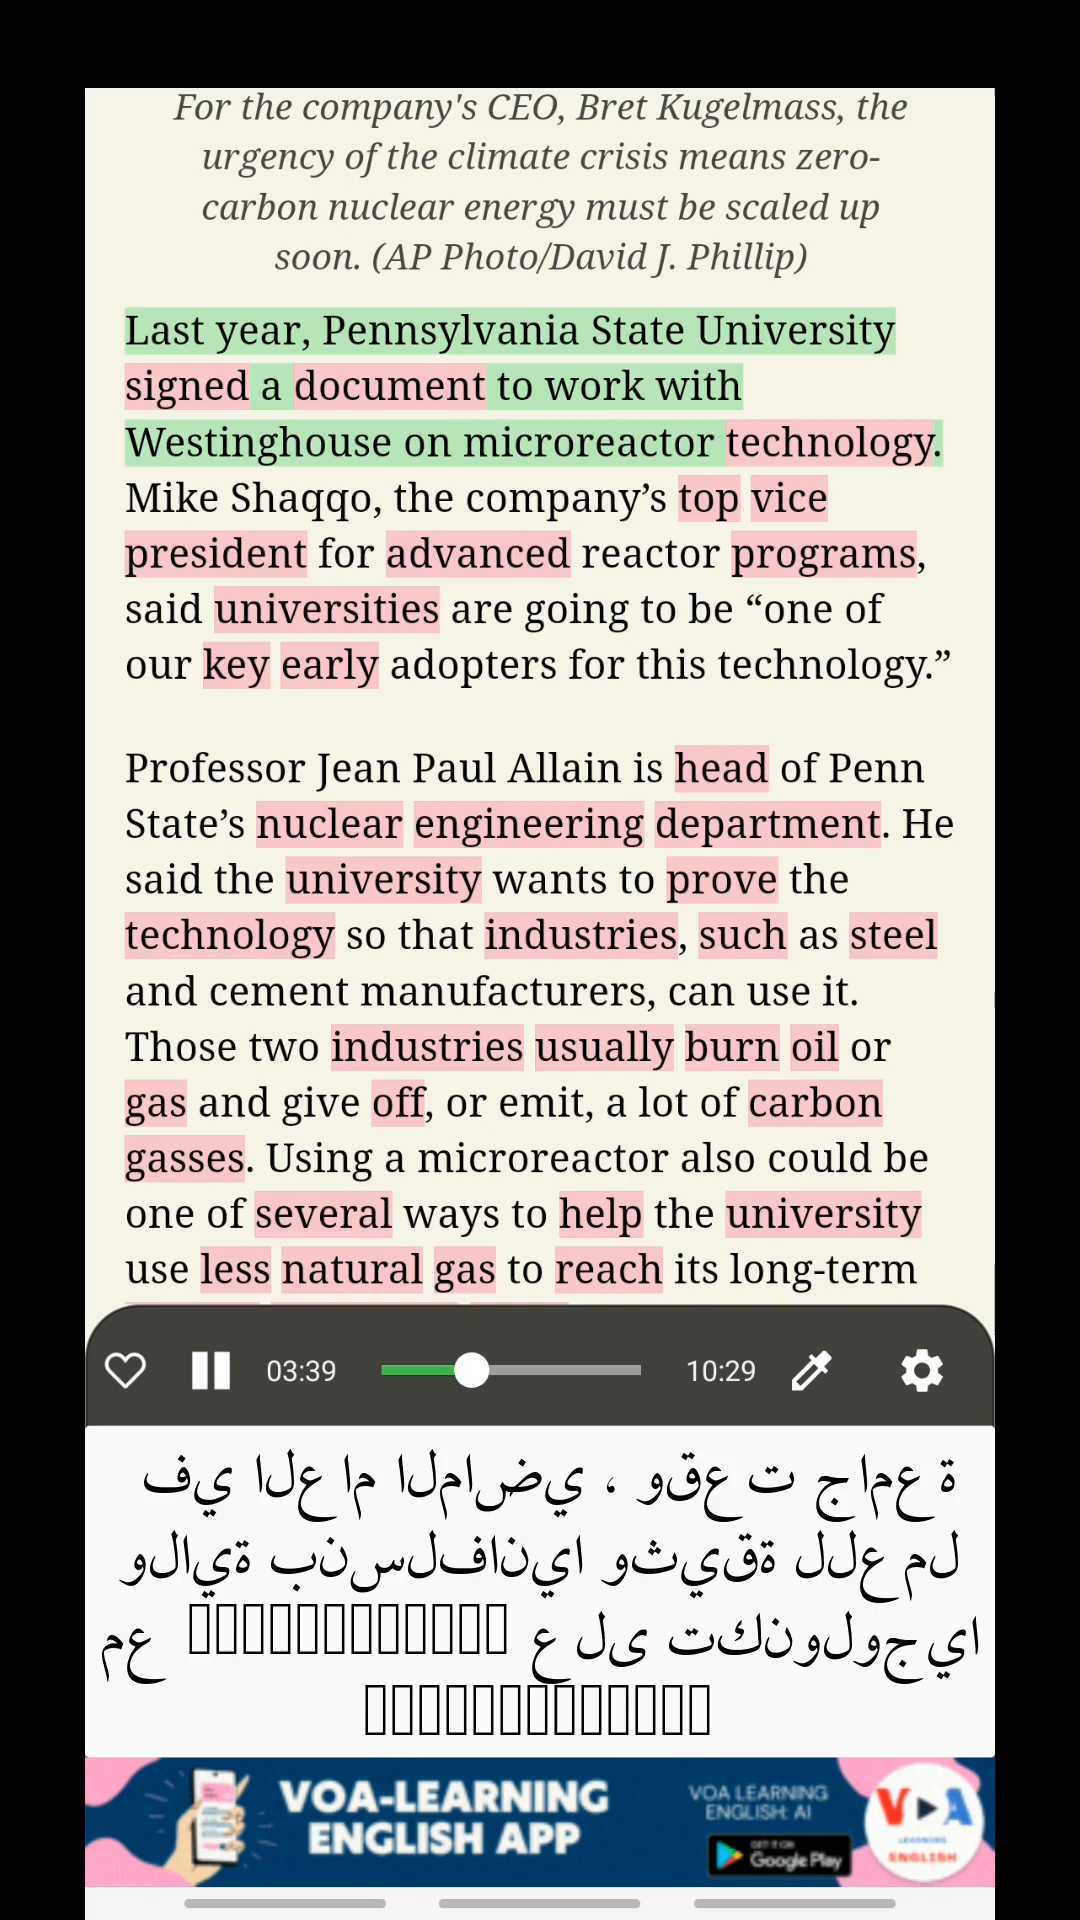 For the company's CEO, Bret Kugelmass, the
urgency of the climate crisis means zero-
carbon nuclear energy must be scaled up
soon. (AP Photo/David J. Phillip)
Last year, Pennsylvania State University
signed a document to work with
Westinghouse on microreactor technology.
Mike Shaqqo, the company’s top vice
president for advanced reactor programs,
said universities are going to be “one of
our key early adopters for this technology.”
Professor Jean Paul Allain is head of Penn
State’s nuclear engineering department. He
said the university wants to prove the
technology so that industries, such as steel
and cement manufacturers, can use it.
Those two industries usually burn oil or
gas and give off, or emit, a lot of carbon
gasses. Using a microreactor also could be
one of several ways to help the university
use less natural gas to reach its long-term
03:39
10:29
في العام الماضي ، وقعت جامعة
ولاية بنسلفانيا وثيقة للعمل
مع على تكنولوجيا
VOA-LEARNING
ENGLISH APP
VOA LEARNING
ENGLISH: AI
GET IT ON
Google Play
VOA
LEARNING
ENGLISH